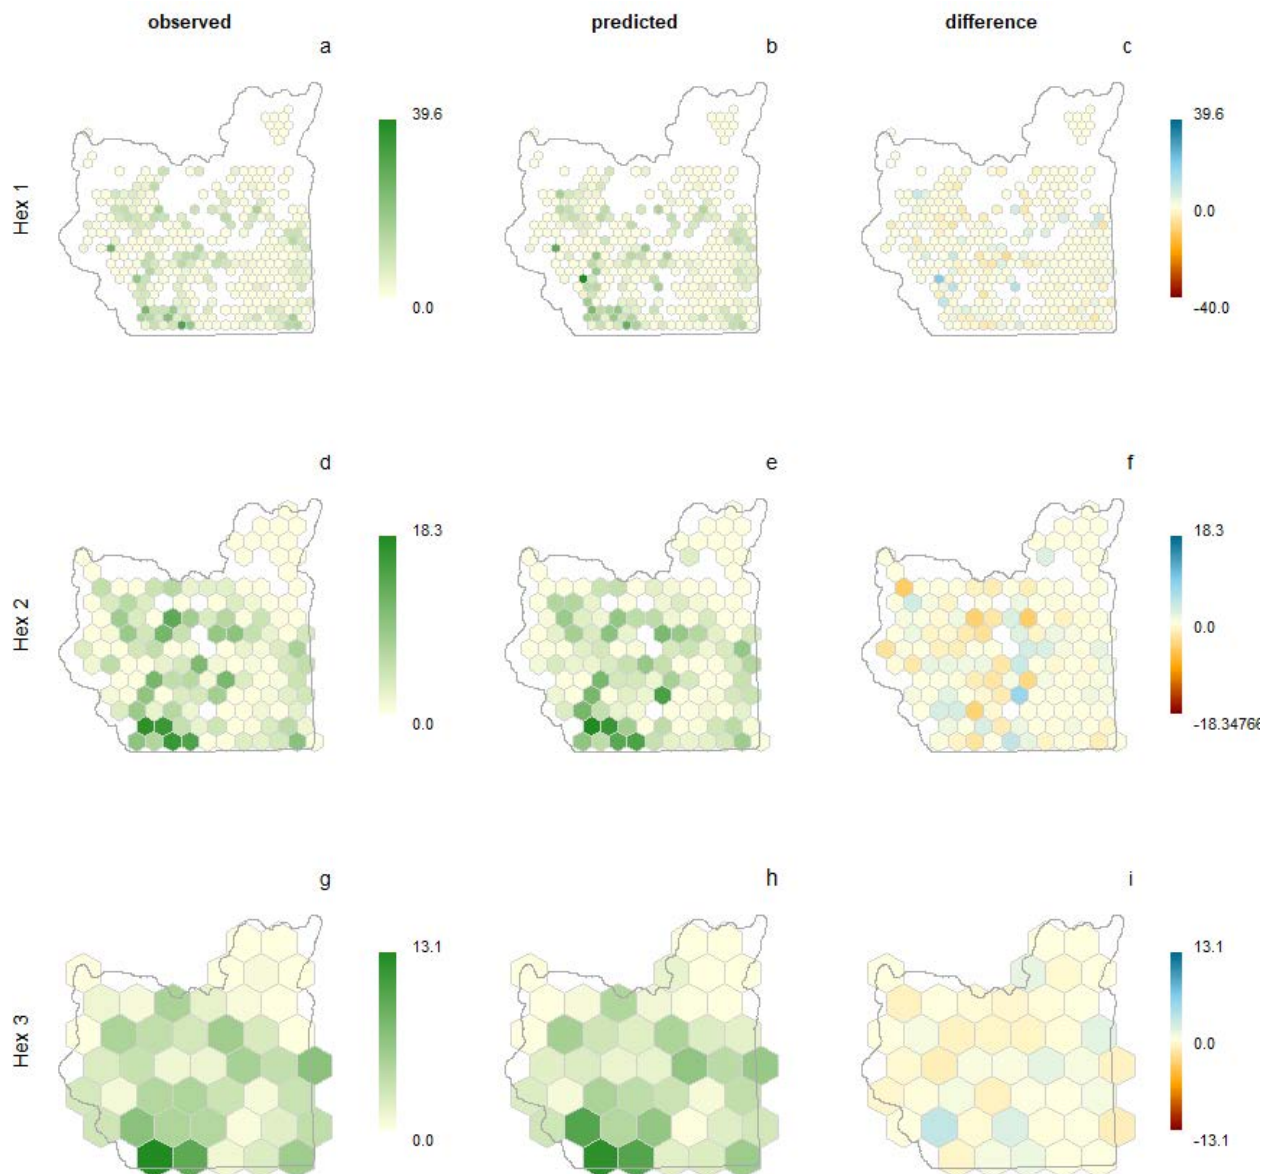 observed predicted difference
a b c
Hex 1
39.6 39.6
0.0
0.0 -40.0
d e f
Hex 2
18.3 18.3
0.0
0.0 -18.34766
g h i
Hex 3
13.1 13.1
0.0
0.0 -13.1